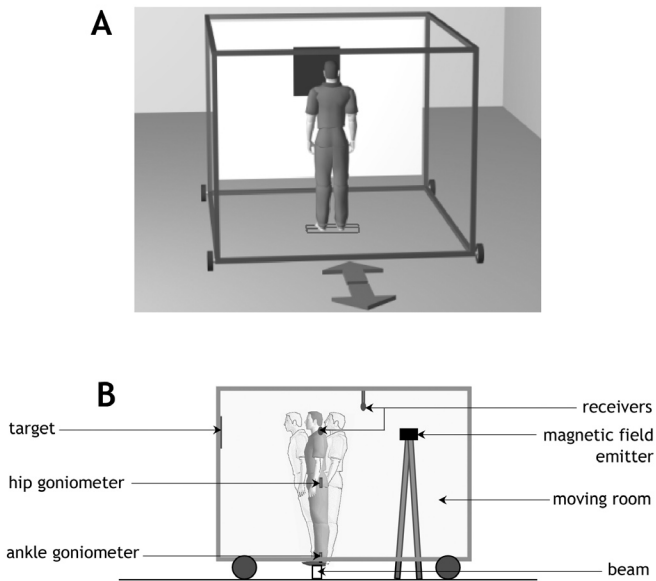 A
B
target
hip goniometer
ankle goniometer
receivers
magnetic field
emitter
moving room
beam